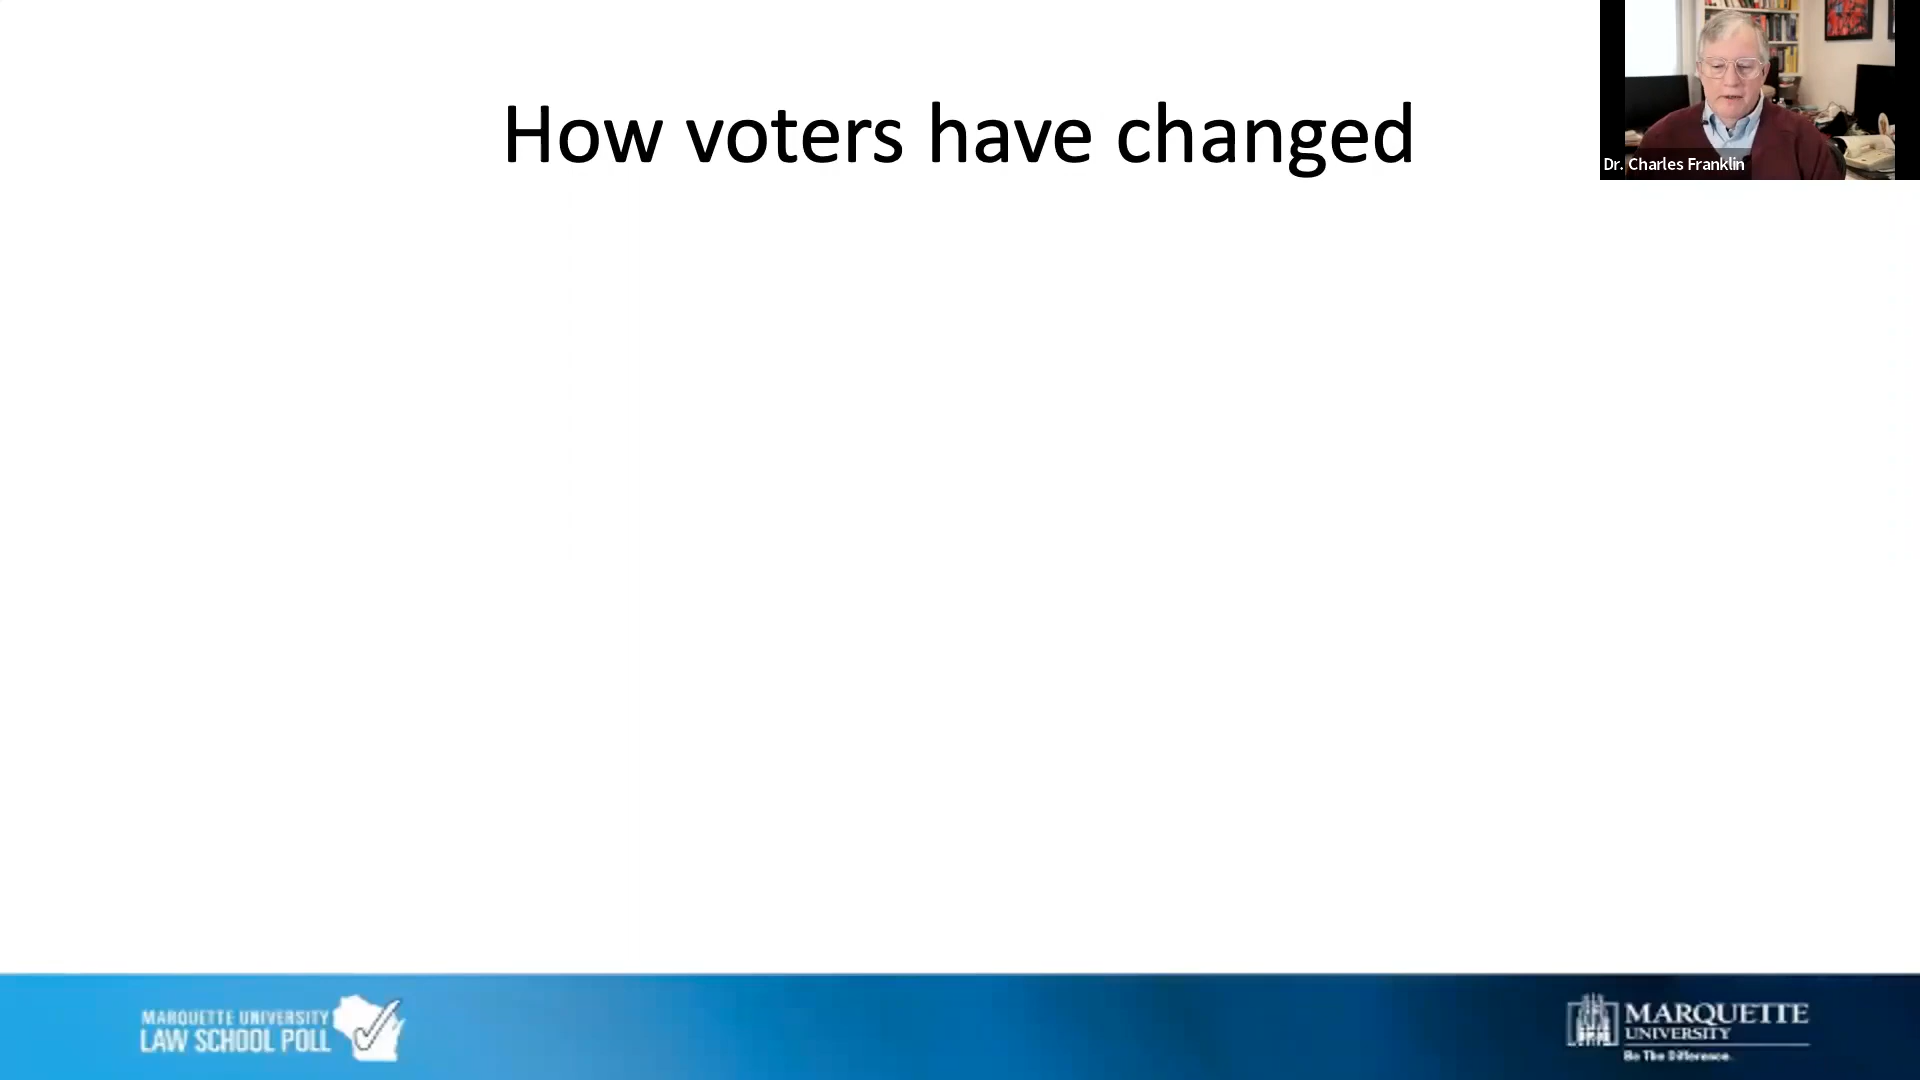 How voters have changed
Dr. Charles Franklin
MARQUETTE UNIVERSITY
LAW SCHOOL POLL
MARQUETTE
UNIVERSITY
Be The Difference.